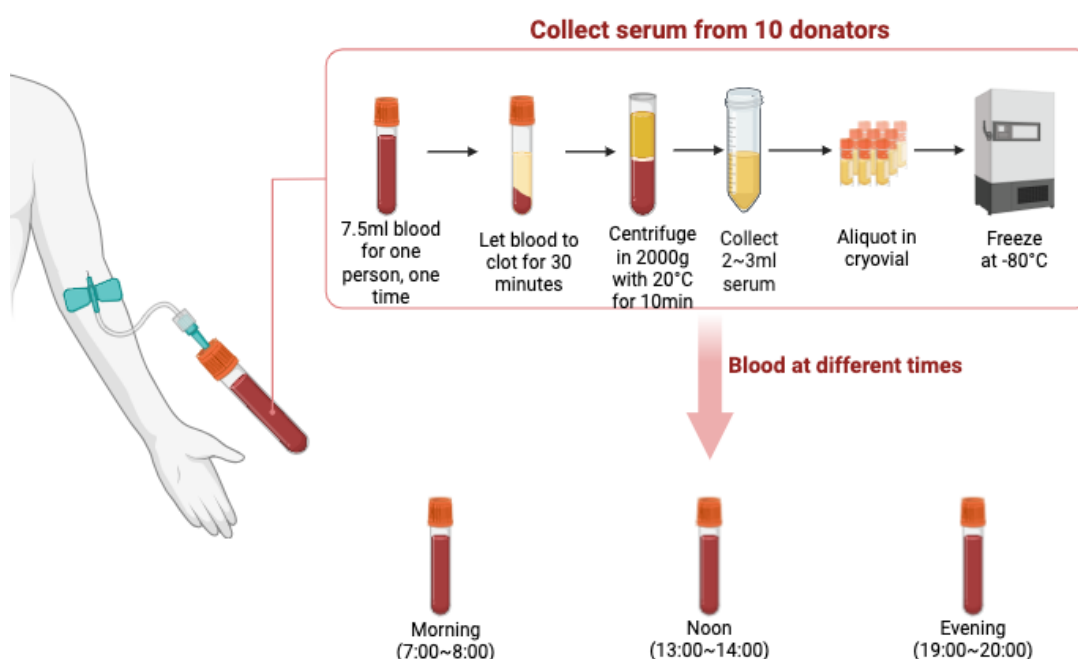 Collect serum from 10 donators
7.5ml blood
for one
person, one
time
Let blood to
clot for 30
minutes
Centrifuge
in 2000g
with 20°C
for 10min
Collect
2~3ml
serum
Aliquot in
cryovial
Freeze
at -80°C
Blood at different times
Morning
(7:00~8:00)
Noon
(13:00~14:00)
Evening
(19:00~20:00)